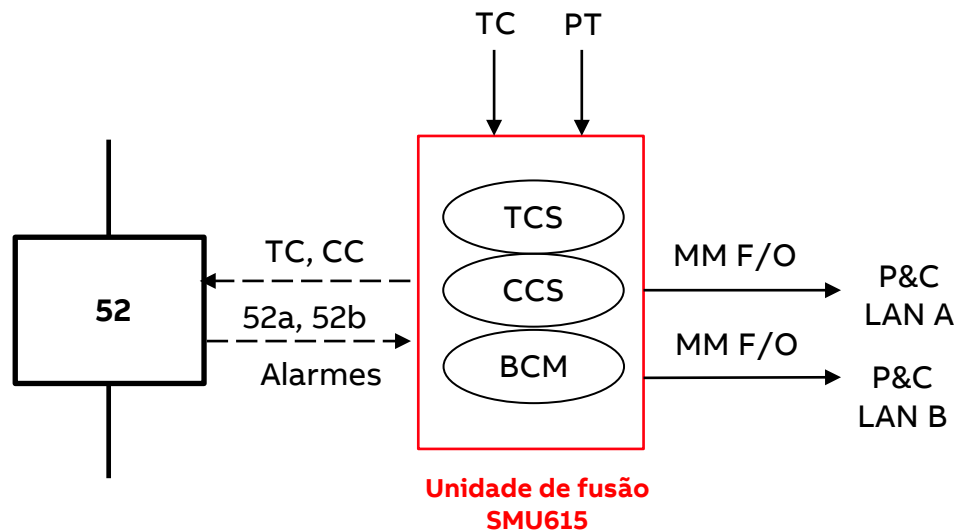 TC
PT
TCS
TC, CC
MM F/O
P&C
LAN A
52
CCS
52a, 52b
MM F/O
Alarmes
BCM
P&C
LAN B
Unidade de fusão
SMU615